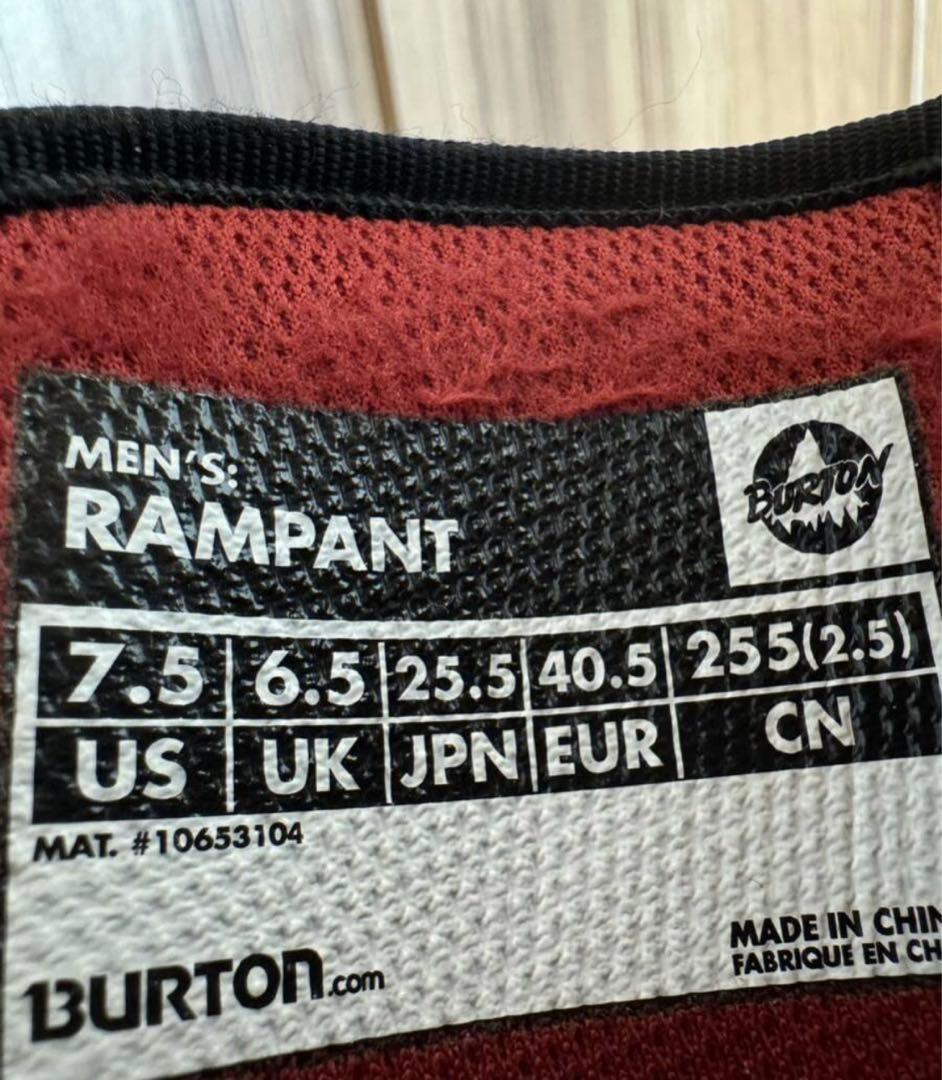 MEN'S:
RAMPANT
BURTON
7.5 6.5 25.5 40.5 255(2.5)
US UK JPN EUR CN
MAT. #10653104
MADE IN CHIN
FABRIQUE EN CH
BURTON.com